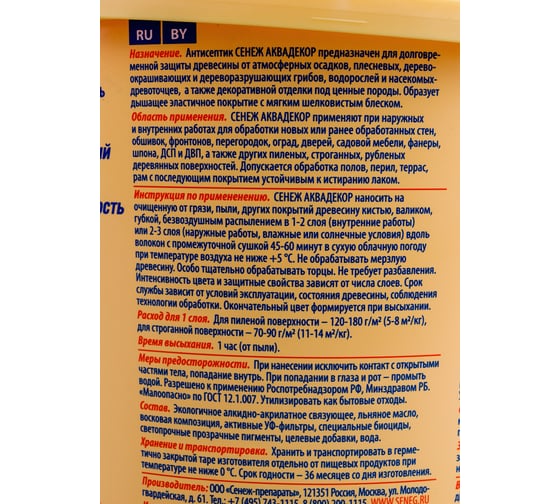 RU BY
Назначение. Антисептик СЕНЕЖ АКВАДЕКОР предназначен для долговре-
менной защиты древесины от атмосферных осадков, плесневых, дерево-
окрашивающих и дереворазрушающих грибов, водорослей и насекомых-
древоточцев, а также декоративной отделки под ценные породы. Образует
дышащее эластичное покрытие с мягким шелковистым блеском.
Область применения. СЕНЕЖ АКВАДЕКОР применяют при наружных
и внутренних работах для обработки новых или ранее обработанных стен,
обшивок, фронтонов, перегородок, оград, дверей, садовой мебели, фанеры,
шпона, ДСП и ДВП, а также других пиленых, строганных, рубленых
деревянных поверхностей. Допускается обработка полов, перил, террас,
рам с последующим покрытием устойчивым к истиранию лаком.
Инструкция по применению. СЕНЕЖ АКВАДЕКОР наносить на
очищенную от грязи, пыли, других покрытий древесину кистью, валиком,
губкой, безвоздушным распылением в 1-2 слоя (внутренние работы)
или 2-3 слоя (наружные работы, влажные или солнечные условия) вдоль
волокон с промежуточной сушкой 45-60 минут в сухую облачную погоду
при температуре воздуха не ниже +5 °С. Не обрабатывать мерзлую
древесину. Особо тщательно обрабатывать торцы. Не требует разбавления.
Интенсивность цвета и защитные свойства зависят от числа слоев. Срок
службы зависит от условий эксплуатации, состояния древесины, соблюдения
технологии обработки. Окончательный цвет формируется при высыхании.
Расход для 1 слоя. Для пиленой поверхности – 120-180 г/м² (5-8 м²/кг),
для строганной поверхности – 70-90 г/м² (11-14 м²/кг).
Время высыхания. 1 час (от пыли).
Меры предосторожности. При нанесении исключить контакт с открытыми
частями тела, попадание внутрь. При попадании в глаза и рот – промыть
водой. Разрешено к применению Роспотребнадзором РФ, Минздравом РБ.
«Малоопасно» по ГОСТ 12.1.007. Утилизировать как бытовые отходы.
Состав. Экологичное алкидно-акрилатное связующее, льняное масло,
восковая композиция, активные УФ-фильтры, специальные биоциды,
светопрочные прозрачные пигменты, целевые добавки, вода.
Хранение и транспортировка. Хранить и транспортировать в герме-
тично закрытой таре изготовителя отдельно от пищевых продуктов при
температуре не ниже 0 °С. Срок годности – 36 месяцев со дня изготовления.
Производитель: ООО «Сенеж-препараты», 121351 Россия, Москва, ул. Молодо-
гвардейская, д. 61. Тел.: +7 (495) 743-1115, 8 (800) 200-1115, WWW.SENEG.RU
НОСТЬ